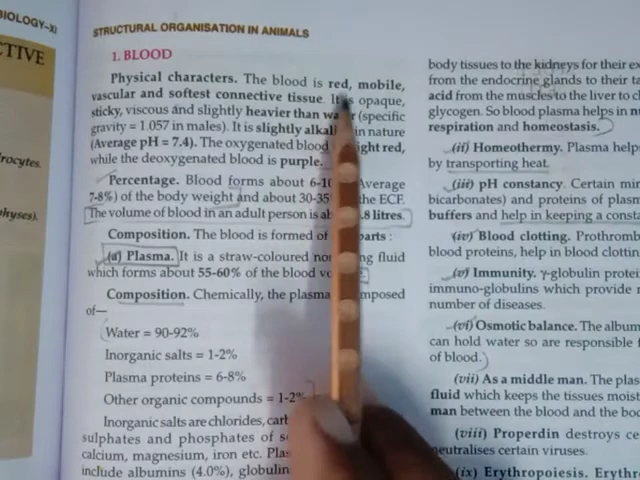 BIOLOGY-XI
CTIVE
rocytes.
physes).
STRUCTURAL ORGANISATION IN ANIMALS
1. BLOOD
Physical characters. The blood is red, mobile,
vascular and softest connective tissue. It is opaque,
sticky, viscous and slightly heavier than wa r (specific
gravity = 1.057 in males). It is slightly alkali in nature
(Average pH = 7.4). The oxygenated blood ight red,
while the deoxygenated blood is purple.
Percentage. Blood forms about 6-10 Average
7-8%) of the body weight and about 30-35 the ECF.
The volume of blood in an adult person is ab .8 litres.
Composition. The blood is formed of parts :
(a) Plasma. It is a straw-coloured non ng fluid
which forms about 55-60% of the blood vo
Composition. Chemically, the plasma mposed
of—
Water = 90-92%
Inorganic salts = 1-2%
Plasma proteins = 6-8%
Other organic compounds = 1-2%
Inorganic salts are chlorides, carb
sulphates and phosphates of s
calcium, magnesium, iron etc. Plas
include albumins (4.0%), globulin
body tissues to the kidneys for their ex
from the endocrine glands to their ta
acid from the muscles to the liver to c
glycogen. So blood plasma helps in nu
respiration and homeostasis.
(ii) Homeothermy. Plasma help
by transporting heat.
(iii) pH constancy. Certain min
bicarbonates) and proteins of plasm
buffers and help in keeping a consta
(iv) Blood clotting. Prothromb
blood proteins, help in blood clottin
(v) Immunity. γ-globulin protei
immuno-globulins which provide r
number of diseases.
(vi) Osmotic balance. The album
can hold water so are responsible f
of blood.
(vii) As a middle man. The plas
fluid which keeps the tissues moist
man between the blood and the bo
(viii) Properdin destroys ce
neutralises certain viruses.
(ix) Erythropoiesis. Erythr